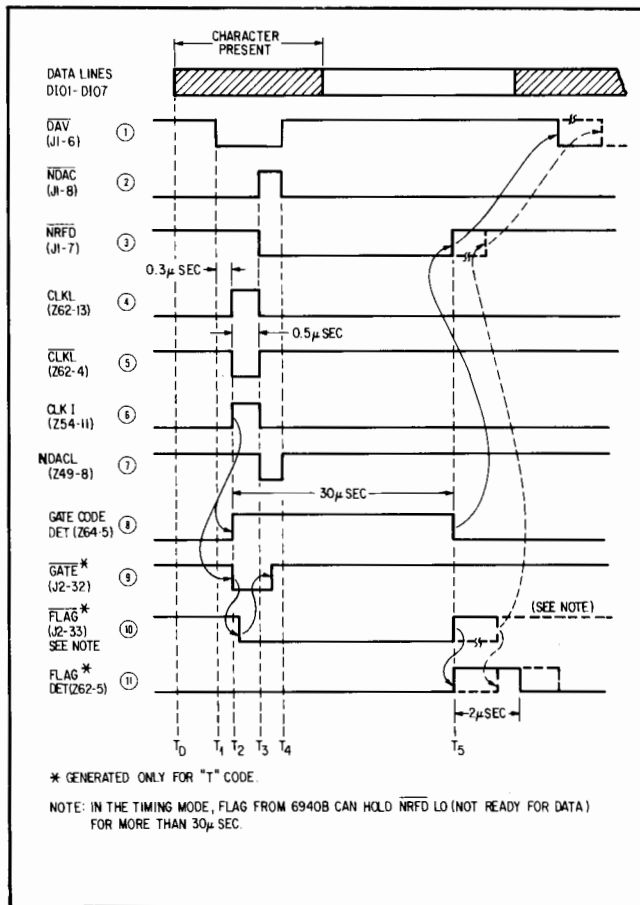 CHARACTER
PRESENT
DATA LINES
DIO1-DIO7
DAV
(J1-6)
1
NDAC
(J1-8)
2
NRFD
(J1-7)
3
0.3μ SEC
CLKL
(Z62-13)
4
0.5μ SEC
CLKL
(Z62-4)
5
CLK I
(Z54-11)
6
NDACL
(Z49-8)
7
30μ SEC
GATE CODE
DET (Z64-5)
8
GATE*
(J2-32)
9
FLAG*
(J2-33)
SEE NOTE
10
(SEE NOTE)
FLAG*
DET(Z62-5)
11
2μ SEC
T0 T1 T2 T3 T4 T5
* GENERATED ONLY FOR "T" CODE.
NOTE: IN THE TIMING MODE, FLAG FROM 6940B CAN HOLD NRFD LO (NOT READY FOR DATA)
FOR MORE THAN 30μ SEC.